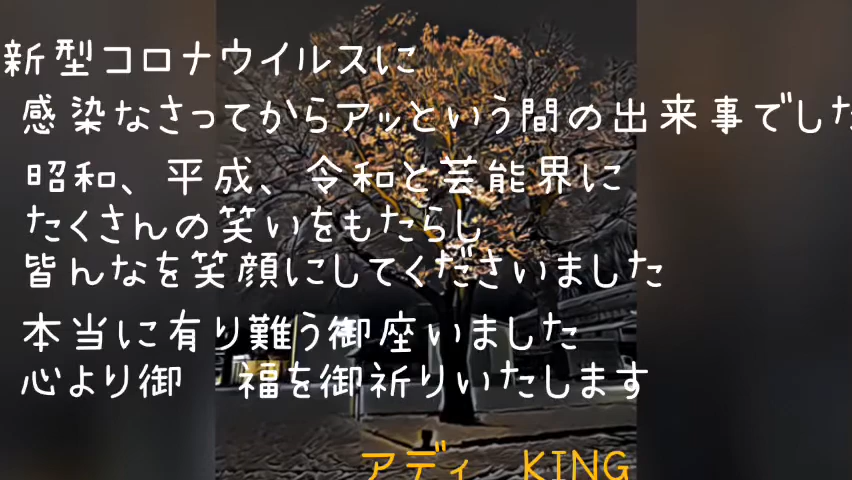 新型コロナウイルスに
感染なさってからアッという間の出来事でした
昭和、平成、令和と芸能界に
たくさんの笑いをもたらし
皆んなを笑顔にしてくださいました
本当に有り難う御座いました
心より御　福を御祈りいたします
アディ　KING